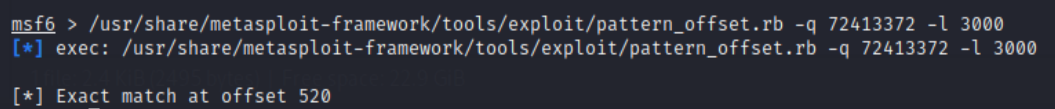 msf6 > /usr/share/metasploit-framework/tools/exploit/pattern_offset.rb -q 72413372 -l 3000
[*] exec: /usr/share/metasploit-framework/tools/exploit/pattern_offset.rb -q 72413372 -l 3000
[*] Exact match at offset 520